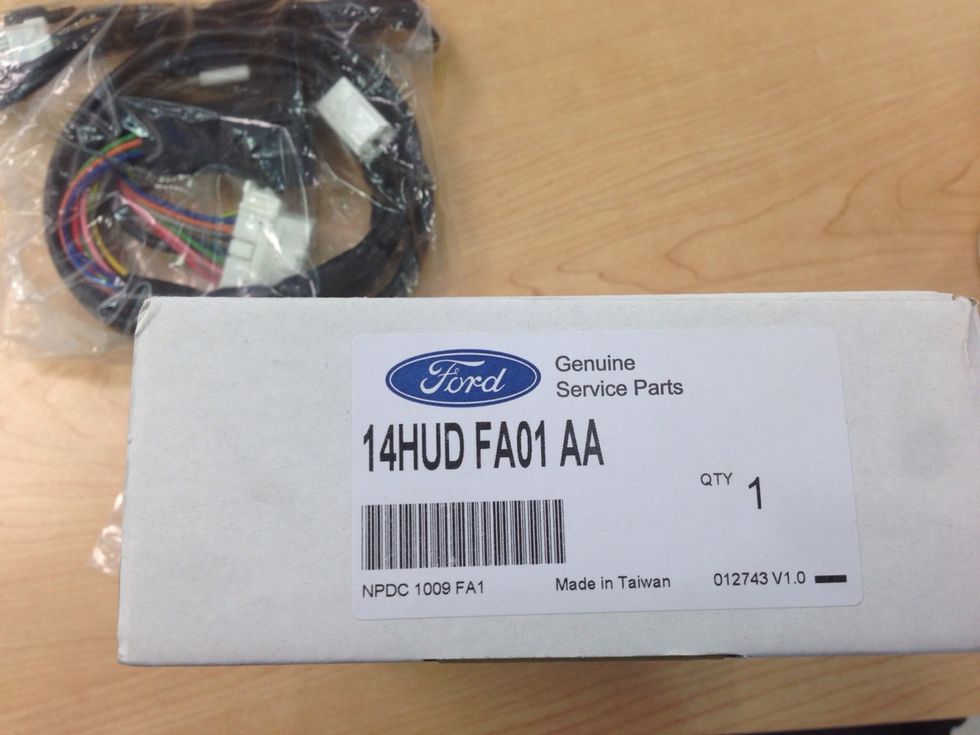 Ford
Genuine
Service Parts
14HUD FA01 AA
QTY 1
NPDC 1009 FA1
Made in Taiwan
012743 V1.0